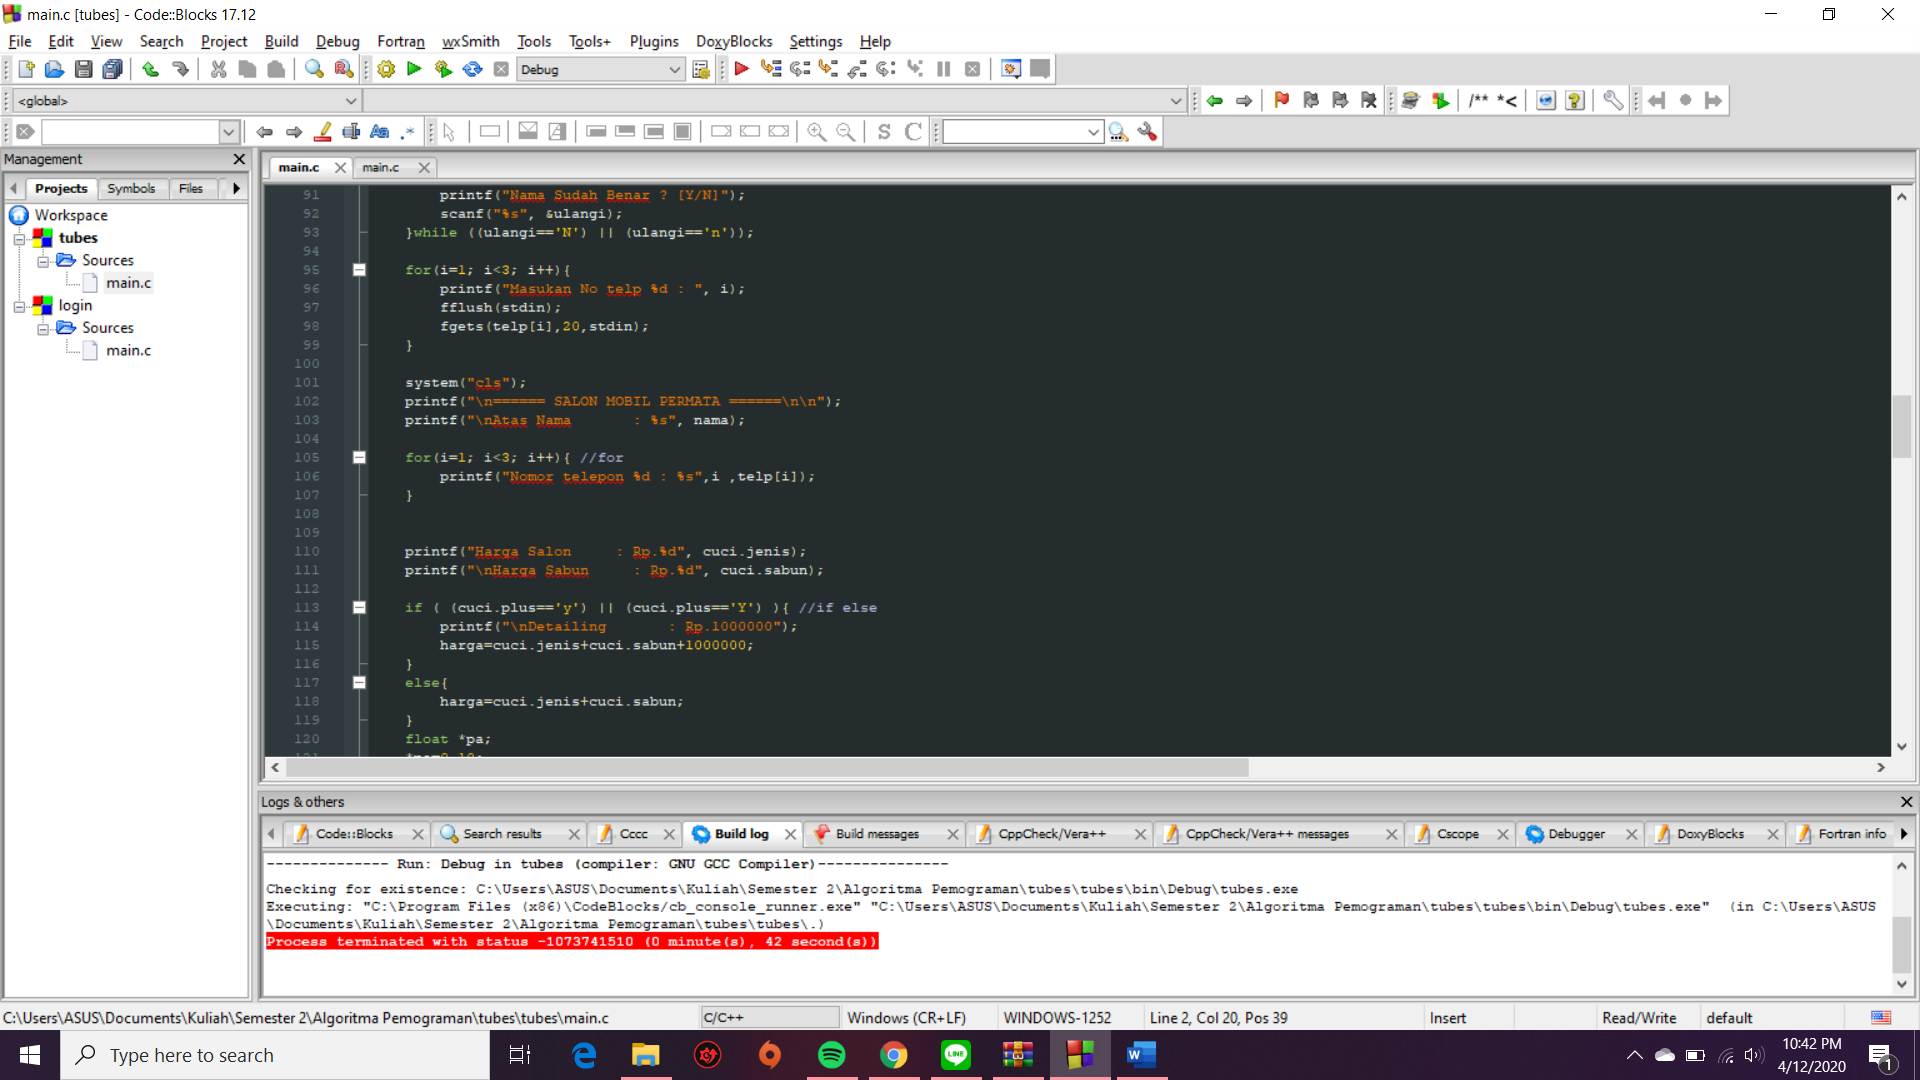 main.c [tubes] - Code::Blocks 17.12
File Edit View Search Project Build Debug Fortran wxSmith Tools Tools+ Plugins DoxyBlocks Settings Help
Debug
<global>
/** *<
Management
main.c main.c
Projects Symbols Files
Workspace
tubes
Sources
main.c
login
Sources
main.c
91 printf("Nama Sudah Benar ? [Y/N]");
92 scanf("%s", &ulangi);
93 }while ((ulangi=='N') || (ulangi=='n'));
94
95 for(i=1; i<3; i++){
96 printf("Masukan No telp %d : ", i);
97 fflush(stdin);
98 fgets(telp[i],20,stdin);
99 }
100
101 system("cls");
102 printf("\n====== SALON MOBIL PERMATA ======\n\n");
103 printf("\nAtas Nama : %s", nama);
104
105 for(i=1; i<3; i++){ //for
106 printf("Nomor telepon %d : %s",i ,telp[i]);
107 }
108
109
110 printf("Harga Salon : Rp.%d", cuci.jenis);
111 printf("\nHarga Sabun : Rp.%d", cuci.sabun);
112
113 if ( (cuci.plus=='y') || (cuci.plus=='Y') ){ //if else
114 printf("\nDetailing : Rp.1000000");
115 harga=cuci.jenis+cuci.sabun+1000000;
116 }
117 else{
118 harga=cuci.jenis+cuci.sabun;
119 }
120 float *pa;
Logs & others
Code::Blocks Search results Cccc Build log Build messages CppCheck/Vera++ CppCheck/Vera++ messages Cscope Debugger DoxyBlocks Fortran info
-------------- Run: Debug in tubes (compiler: GNU GCC Compiler)---------------
Checking for existence: C:\Users\ASUS\Documents\Kuliah\Semester 2\Algoritma Pemograman\tubes\tubes\bin\Debug\tubes.exe
Executing: "C:\Program Files (x86)\CodeBlocks/cb_console_runner.exe" "C:\Users\ASUS\Documents\Kuliah\Semester 2\Algoritma Pemograman\tubes\tubes\bin\Debug\tubes.exe" (in C:\Users\ASUS
\Documents\Kuliah\Semester 2\Algoritma Pemograman\tubes\tubes\.)
Process terminated with status -1073741510 (0 minute(s), 42 second(s))
C:\Users\ASUS\Documents\Kuliah\Semester 2\Algoritma Pemograman\tubes\tubes\main.c C/C++ Windows (CR+LF) WINDOWS-1252 Line 2, Col 20, Pos 39 Insert Read/Write default
Type here to search
10:42 PM
4/12/2020
1